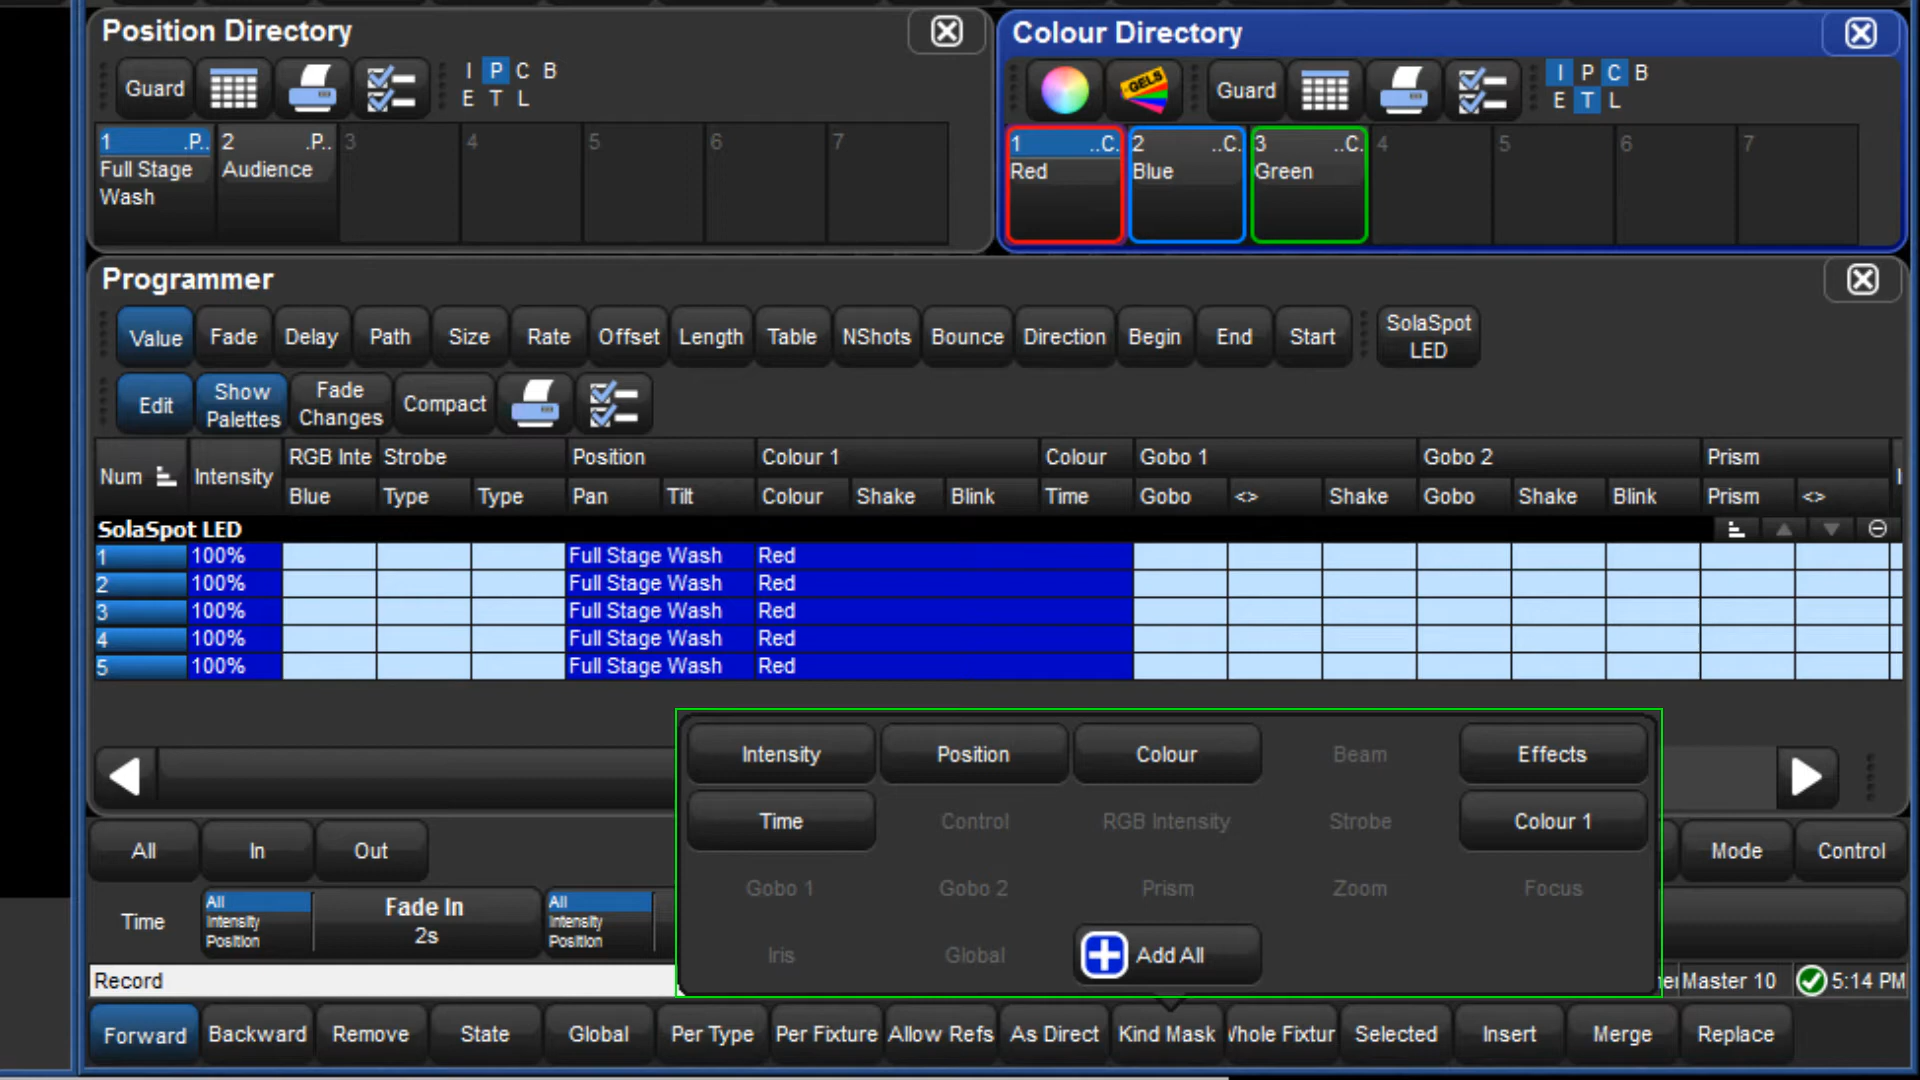 Position Directory
Colour Directory
Guard
I P C B
E T L
GELS
Guard
I P C B
E T L
1 .P..
Full Stage
Wash
2 .P..
Audience
3
4
5
6
7
1 ..C.
Red
2 ..C.
Blue
3 ..C.
Green
4
5
6
7
Programmer
Value Fade Delay Path Size Rate Offset Length Table NShots Bounce Direction Begin End Start
SolaSpot
LED
Edit
Show
Palettes
Fade
Changes
Compact
Num Intensity RGB Inte Strobe Position Colour 1 Colour Gobo 1 Gobo 2 Prism
Blue Type Type Pan Tilt Colour Shake Blink Time Gobo <> Shake Gobo Shake Blink Prism <>
SolaSpot LED
1 100% Full Stage Wash Red
2 100% Full Stage Wash Red
3 100% Full Stage Wash Red
4 100% Full Stage Wash Red
5 100% Full Stage Wash Red
Intensity Position Colour Beam Effects
Time Control RGB Intensity Strobe Colour 1
Gobo 1 Gobo 2 Prism Zoom Focus
Iris Global Add All
All In Out
Mode Control
Time
All
Intensity
Position
Fade In
2s
All
Intensity
Position
Record
Master 10 5:14 PM
Forward Backward Remove State Global Per Type Per Fixture Allow Refs As Direct Kind Mask Whole Fixtur Selected Insert Merge Replace